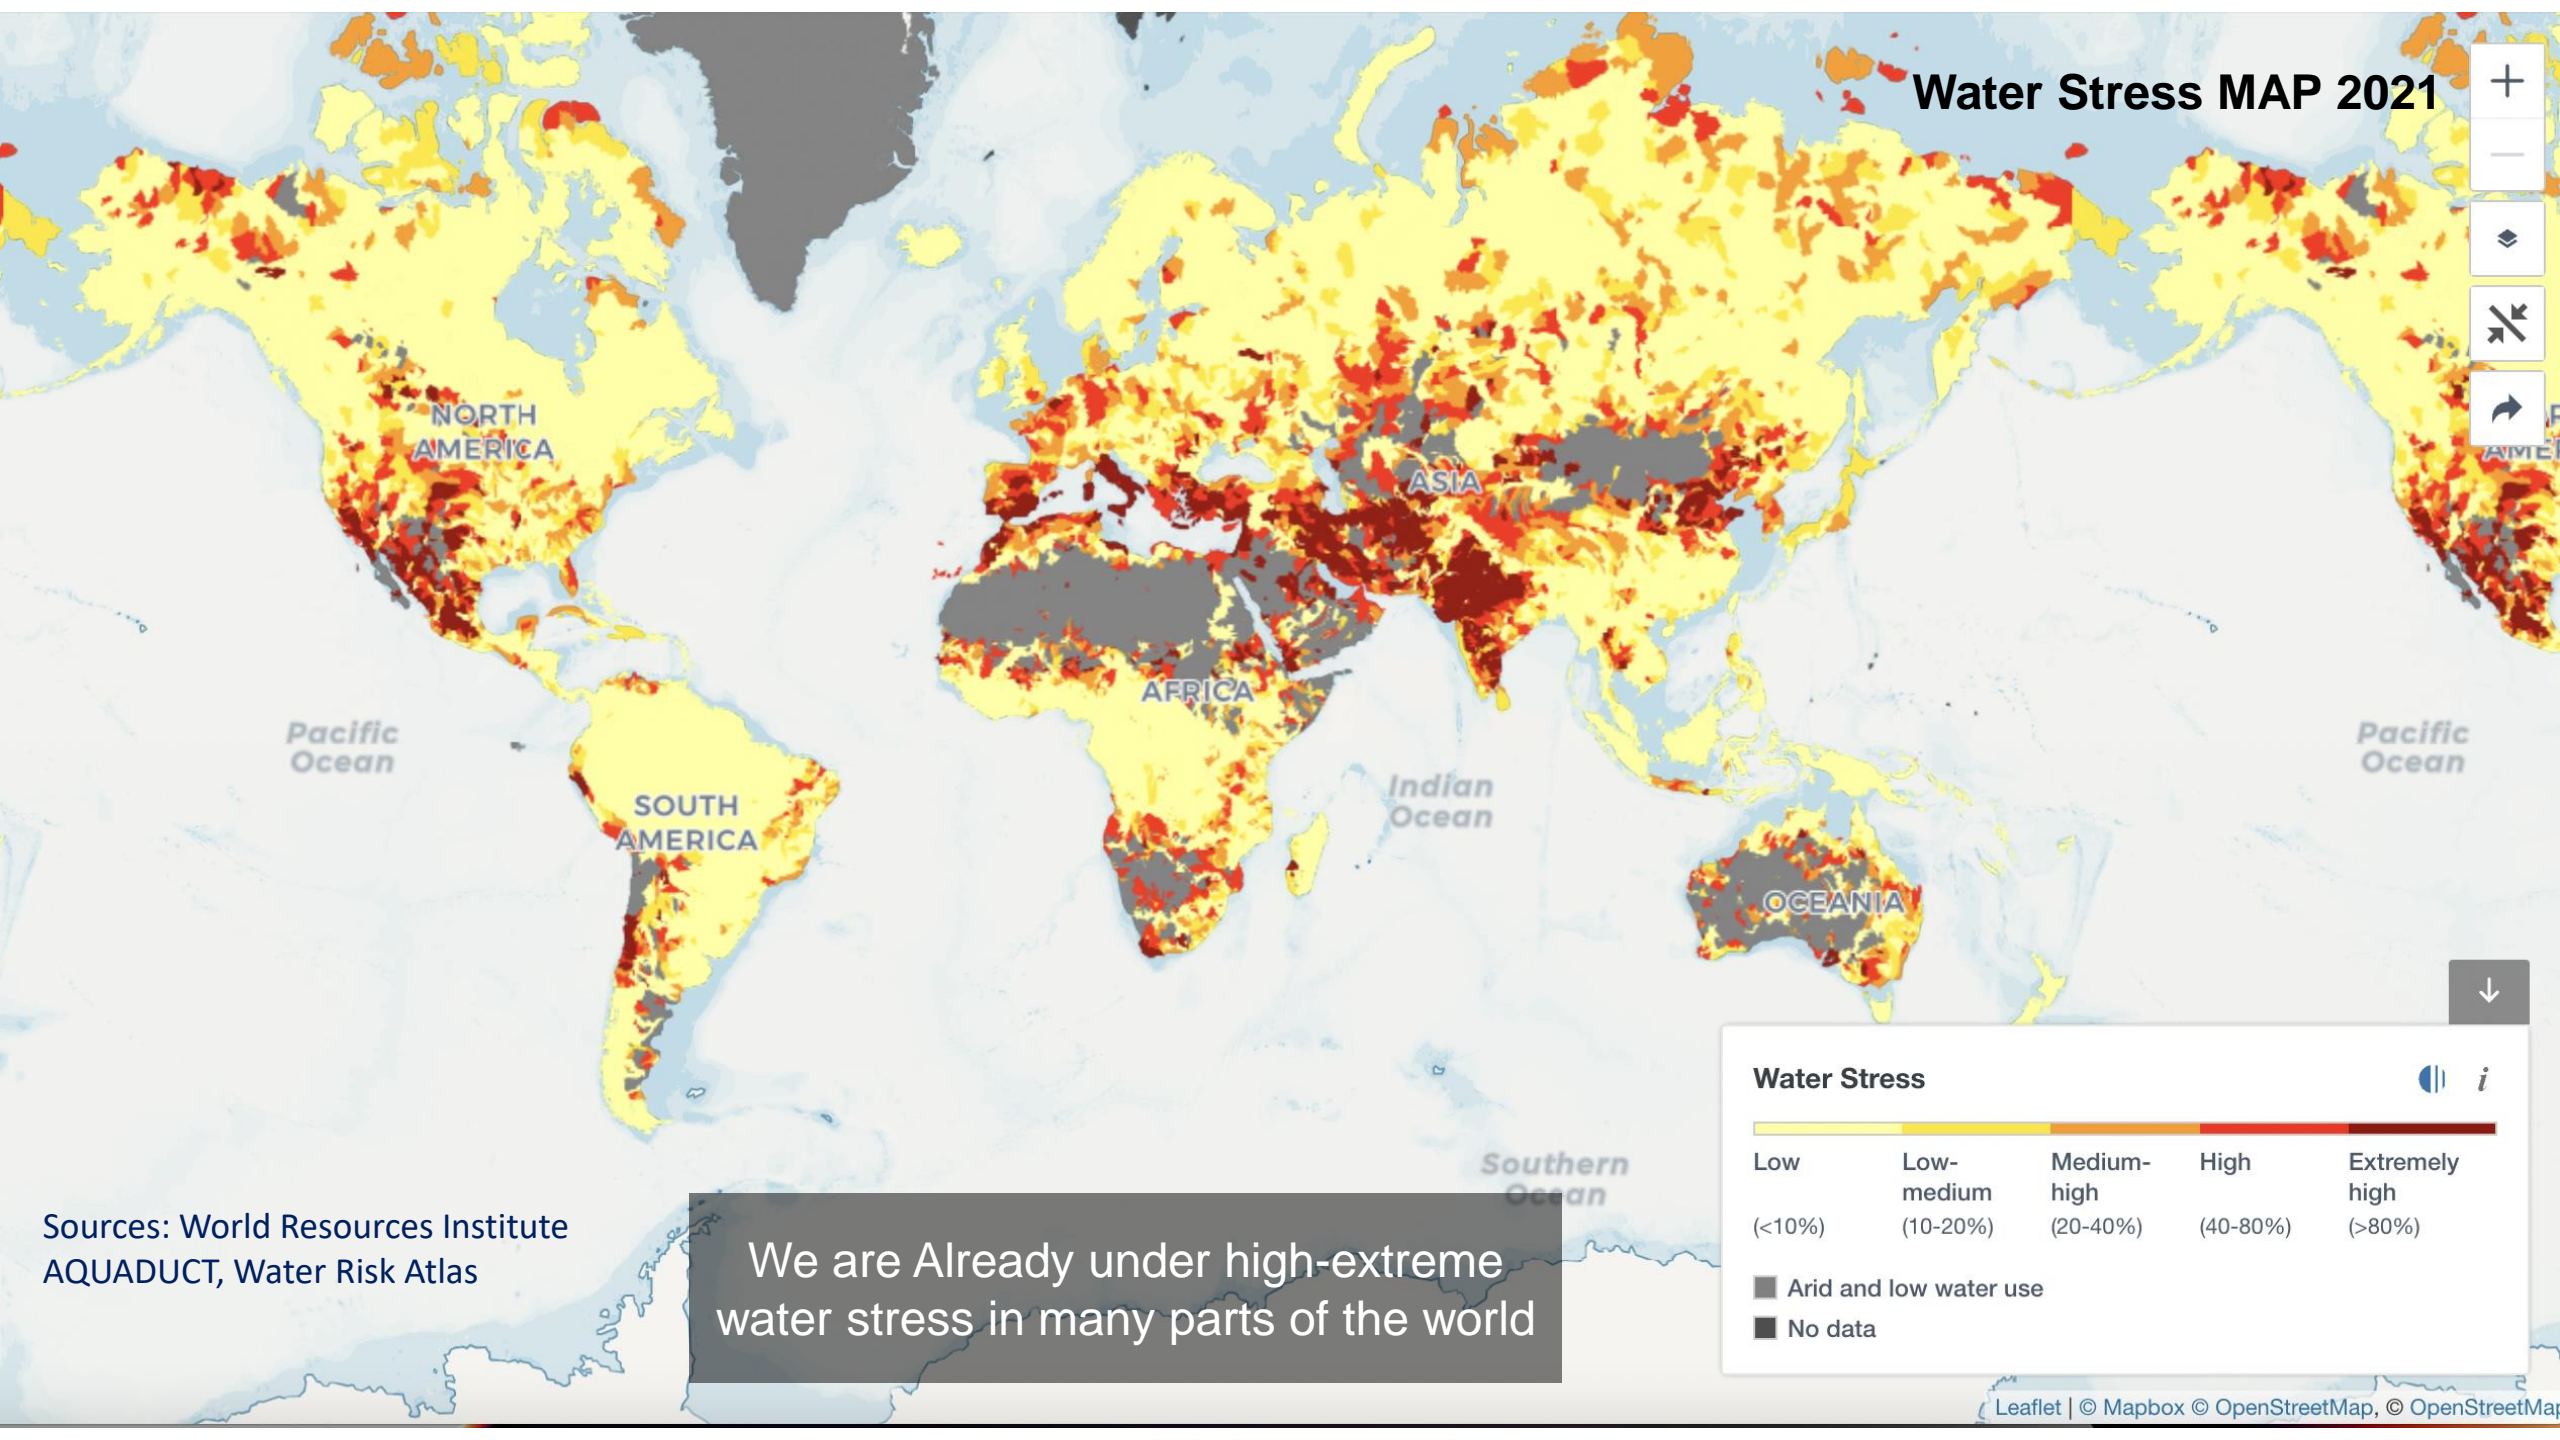 Water Stress MAP 2021
NORTH
AMERICA
ASIA
AFRICA
Pacific
Ocean
SOUTH
AMERICA
Indian
Ocean
OCEANIA
Pacific
Ocean
Southern
Ocean
Water Stress
i
Low
Low-
medium
Medium-
high
High
Extremely
high
(<10%)
(10-20%)
(20-40%)
(40-80%)
(>80%)
Arid and low water use
No data
Sources: World Resources Institute
AQUADUCT, Water Risk Atlas
We are Already under high-extreme
water stress in many parts of the world
Leaflet | © Mapbox © OpenStreetMap, © OpenStreetMap